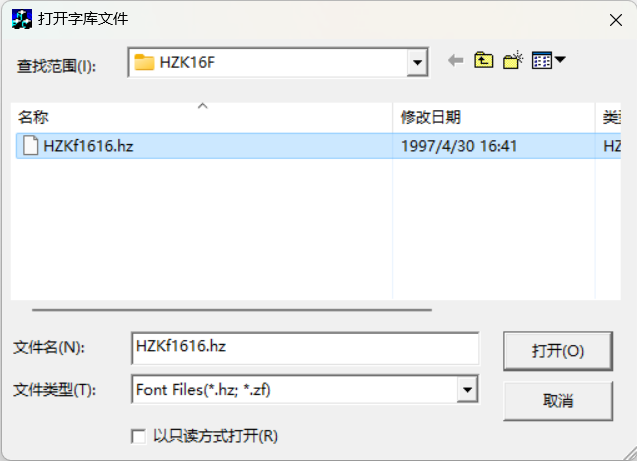 打开字库文件
查找范围(I): HZK16F
名称 修改日期
HZKf1616.hz 1997/4/30 16:41 HZ
文件名(N): HZKf1616.hz 打开(O)
文件类型(T): Font Files(*.hz; *.zf) 取消
以只读方式打开(R)